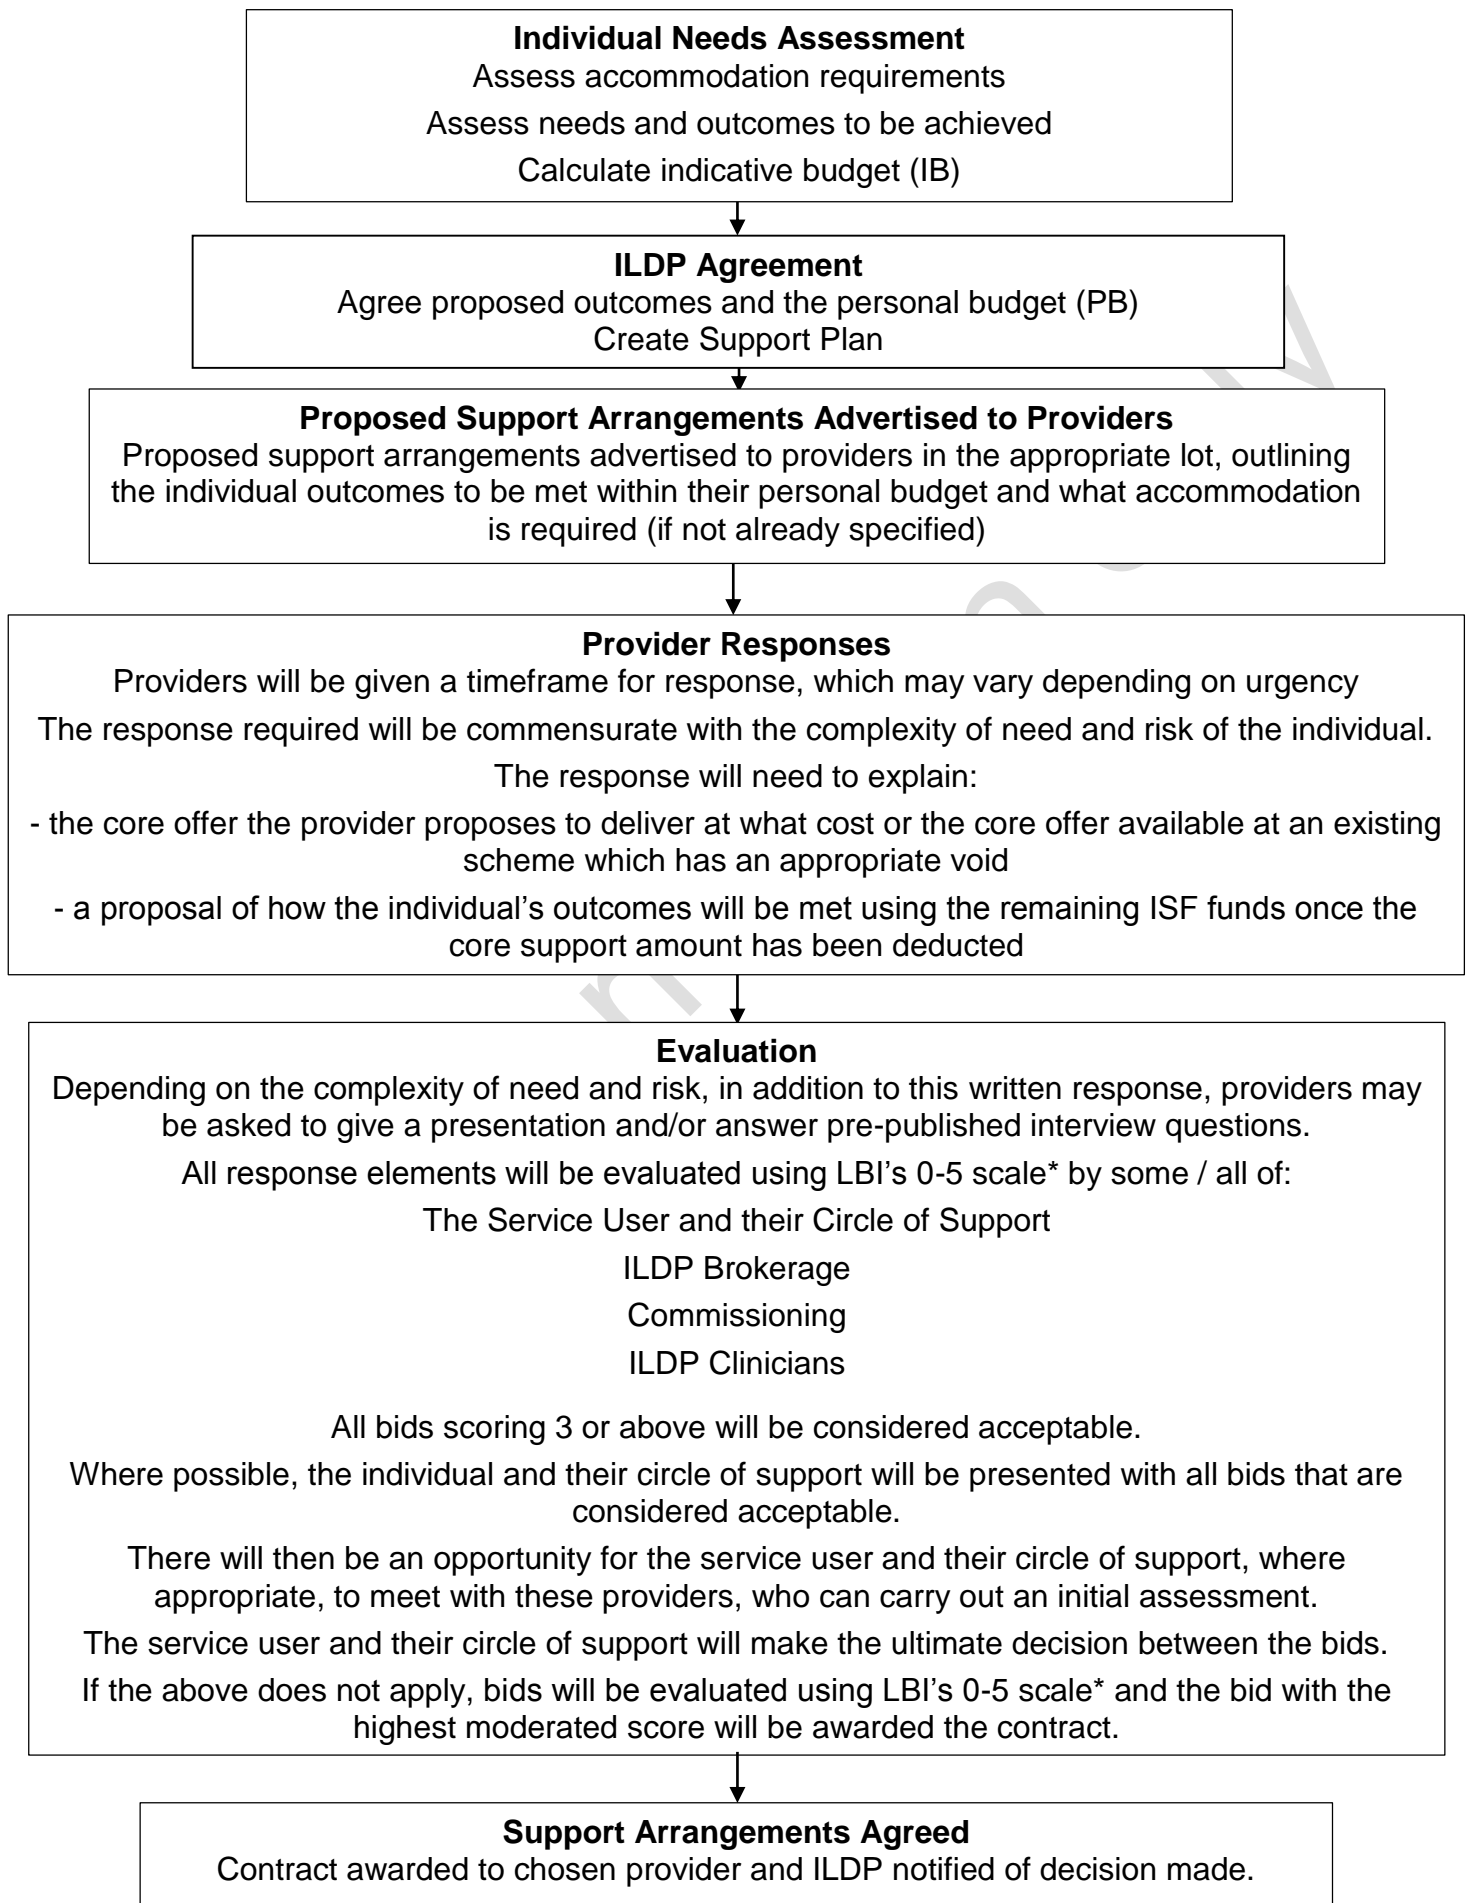 Individual Needs Assessment
Assess accommodation requirements
Assess needs and outcomes to be achieved
Calculate indicative budget (IB)
ILDP Agreement
Agree proposed outcomes and the personal budget (PB)
Create Support Plan
Proposed Support Arrangements Advertised to Providers
Proposed support arrangements advertised to providers in the appropriate lot, outlining
the individual outcomes to be met within their personal budget and what accommodation
is required (if not already specified)
Provider Responses
Providers will be given a timeframe for response, which may vary depending on urgency
The response required will be commensurate with the complexity of need and risk of the individual.
The response will need to explain:
- the core offer the provider proposes to deliver at what cost or the core offer available at an existing
scheme which has an appropriate void
- a proposal of how the individual’s outcomes will be met using the remaining ISF funds once the
core support amount has been deducted
Evaluation
Depending on the complexity of need and risk, in addition to this written response, providers may
be asked to give a presentation and/or answer pre-published interview questions.
All response elements will be evaluated using LBI’s 0-5 scale* by some / all of:
The Service User and their Circle of Support
ILDP Brokerage
Commissioning
ILDP Clinicians
All bids scoring 3 or above will be considered acceptable.
Where possible, the individual and their circle of support will be presented with all bids that are
considered acceptable.
There will then be an opportunity for the service user and their circle of support, where
appropriate, to meet with these providers, who can carry out an initial assessment.
The service user and their circle of support will make the ultimate decision between the bids.
If the above does not apply, bids will be evaluated using LBI’s 0-5 scale* and the bid with the
highest moderated score will be awarded the contract.
Support Arrangements Agreed
Contract awarded to chosen provider and ILDP notified of decision made.